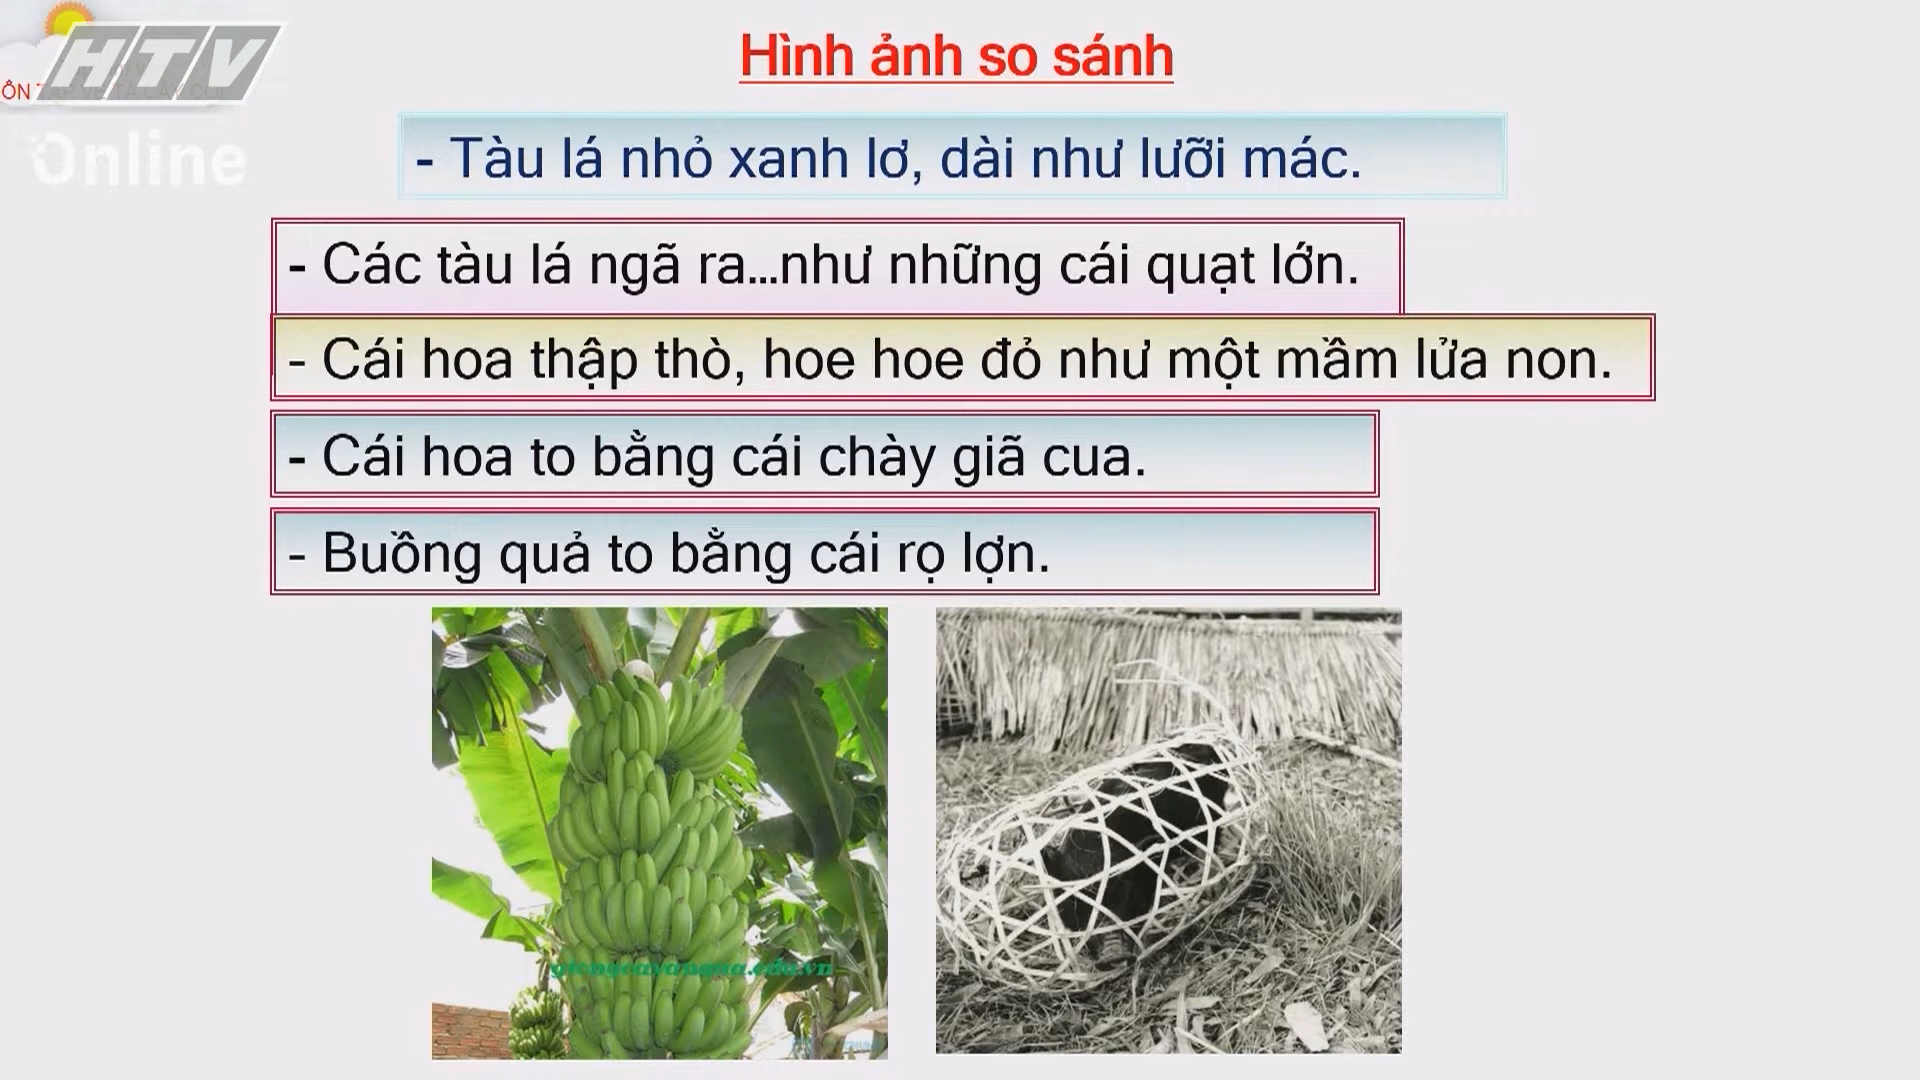 HTV
Online
Hình ảnh so sánh
- Tàu lá nhỏ xanh lơ, dài như lưỡi mác.
- Các tàu lá ngã ra...như những cái quạt lớn.
- Cái hoa thập thò, hoe hoe đỏ như một mầm lửa non.
- Cái hoa to bằng cái chày giã cua.
- Buồng quả to bằng cái rọ lợn.